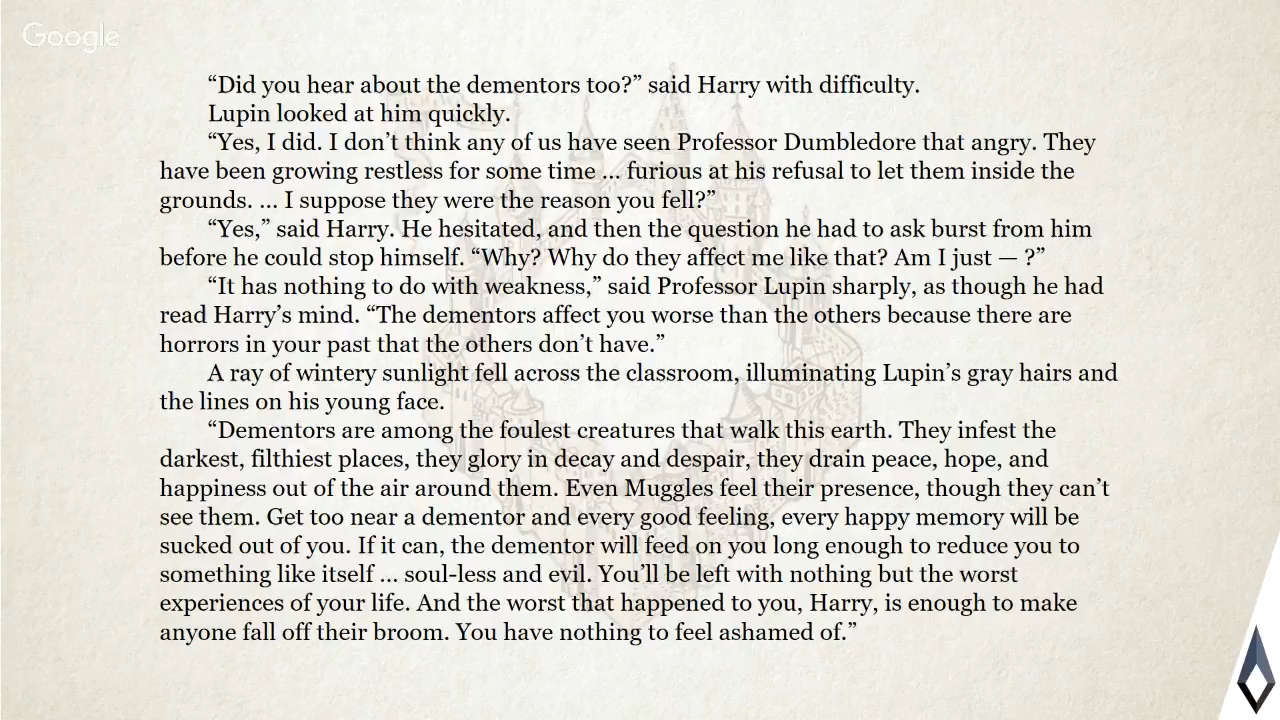 Google
“Did you hear about the dementors too?” said Harry with difficulty.
Lupin looked at him quickly.
“Yes, I did. I don’t think any of us have seen Professor Dumbledore that angry. They
have been growing restless for some time ... furious at his refusal to let them inside the
grounds. ... I suppose they were the reason you fell?”
“Yes,” said Harry. He hesitated, and then the question he had to ask burst from him
before he could stop himself. “Why? Why do they affect me like that? Am I just — ?”
“It has nothing to do with weakness,” said Professor Lupin sharply, as though he had
read Harry’s mind. “The dementors affect you worse than the others because there are
horrors in your past that the others don’t have.”
A ray of wintery sunlight fell across the classroom, illuminating Lupin’s gray hairs and
the lines on his young face.
“Dementors are among the foulest creatures that walk this earth. They infest the
darkest, filthiest places, they glory in decay and despair, they drain peace, hope, and
happiness out of the air around them. Even Muggles feel their presence, though they can’t
see them. Get too near a dementor and every good feeling, every happy memory will be
sucked out of you. If it can, the dementor will feed on you long enough to reduce you to
something like itself ... soul-less and evil. You’ll be left with nothing but the worst
experiences of your life. And the worst that happened to you, Harry, is enough to make
anyone fall off their broom. You have nothing to feel ashamed of.”